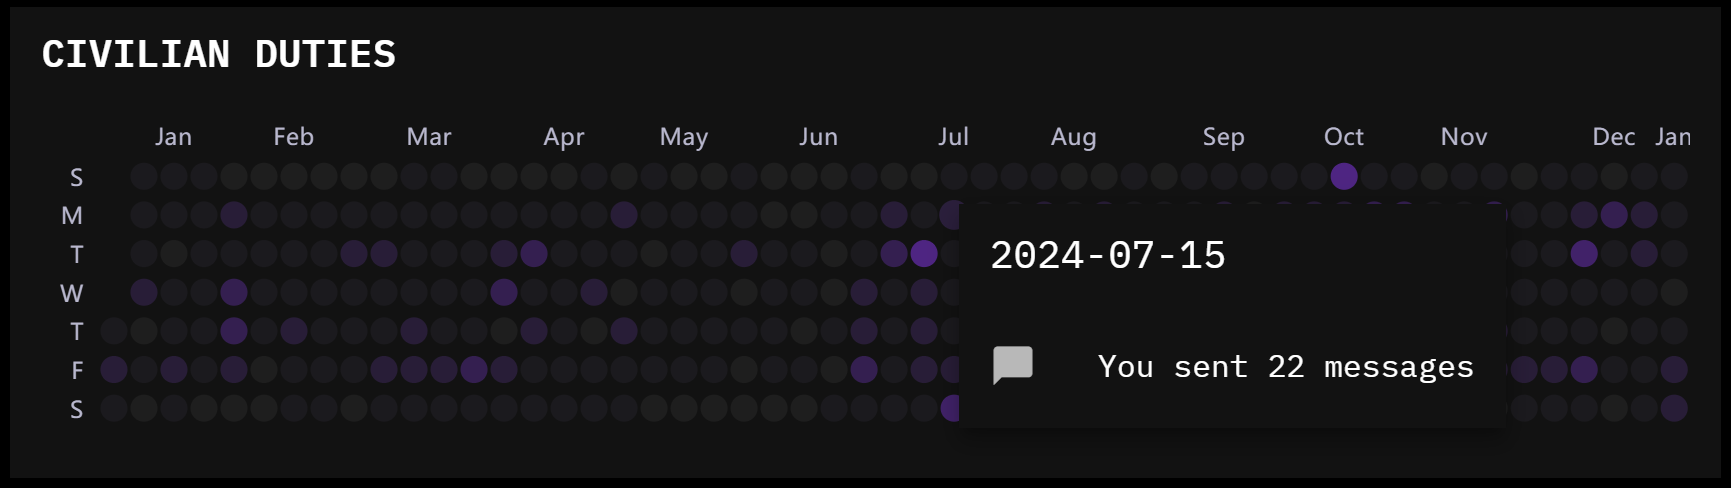 CIVILIAN DUTIES
Jan Feb Mar Apr May Jun Jul Aug Sep Oct Nov Dec Jan
S
M
T
W
T
F
S
2024-07-15
You sent 22 messages